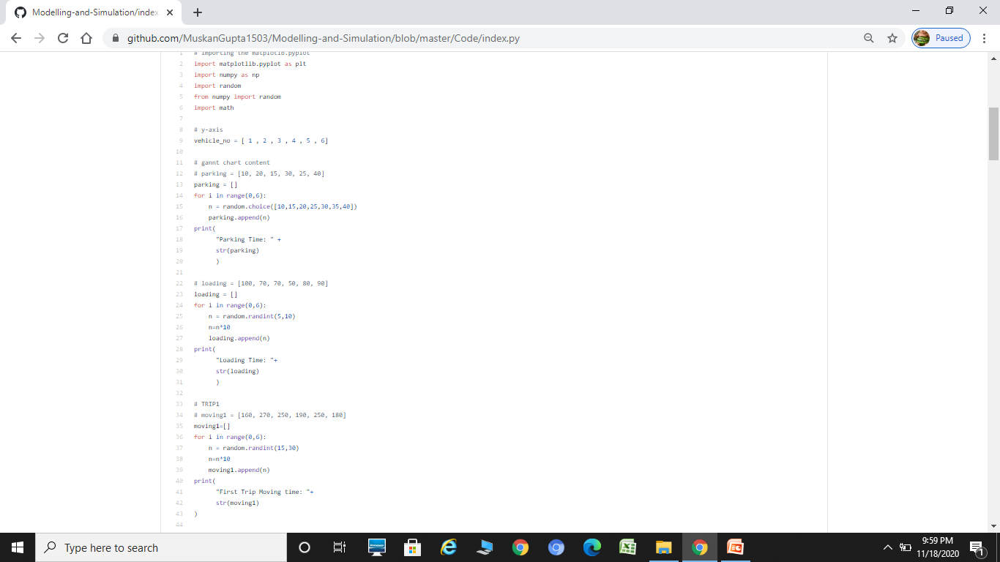 Modelling-and-Simulation/index.
github.com/MuskanGupta1503/Modelling-and-Simulation/blob/master/Code/index.py
Paused
1 # importing the matplotlib.pyplot
2 import matplotlib.pyplot as plt
3 import numpy as np
4 import random
5 from numpy import random
6 import math
7
8 # y-axis
9 vehicle_no = [ 1 , 2 , 3 , 4 , 5 , 6]
10
11 # gannt chart content
12 # parking = [10, 20, 15, 30, 25, 40]
13 parking = []
14 for i in range(0,6):
15 n = random.choice([10,15,20,25,30,35,40])
16 parking.append(n)
17 print(
18 "Parking Time: " +
19 str(parking)
20 )
21
22 # loading = [100, 70, 70, 50, 80, 90]
23 loading = []
24 for i in range(0,6):
25 n = random.randint(5,10)
26 n=n*10
27 loading.append(n)
28 print(
29 "Loading Time: "+
30 str(loading)
31 )
32
33 # TRIP1
34 # moving1 = [160, 270, 250, 190, 250, 180]
35 moving1=[]
36 for i in range(0,6):
37 n = random.randint(15,30)
38 n=n*10
39 moving1.append(n)
40 print(
41 "First Trip Moving time: "+
42 str(moving1)
43 )
44
Type here to search
9:59 PM
11/18/2020
1